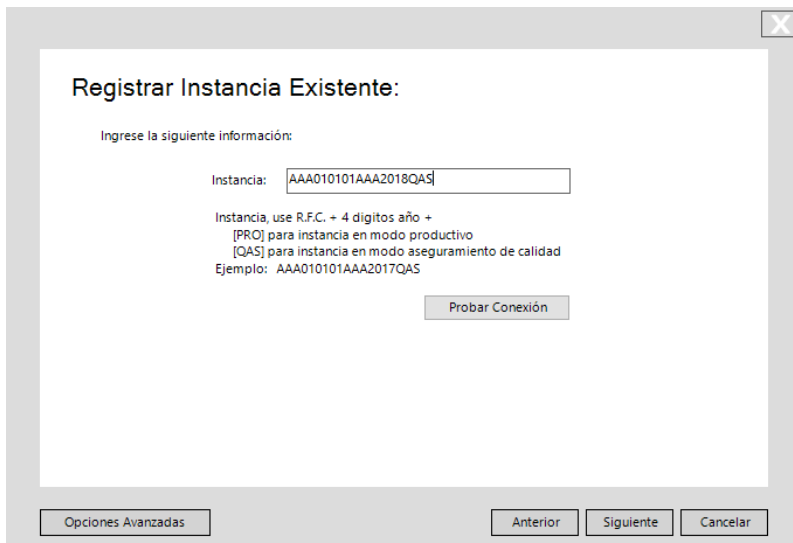 X
Registrar Instancia Existente:
Ingrese la siguiente información:
Instancia: AAA010101AAA2018QAS
Instancia, use R.F.C. + 4 digitos año +
[PRO] para instancia en modo productivo
[QAS] para instancia en modo aseguramiento de calidad
Ejemplo: AAA010101AAA2017QAS
Probar Conexión
Opciones Avanzadas Anterior Siguiente Cancelar